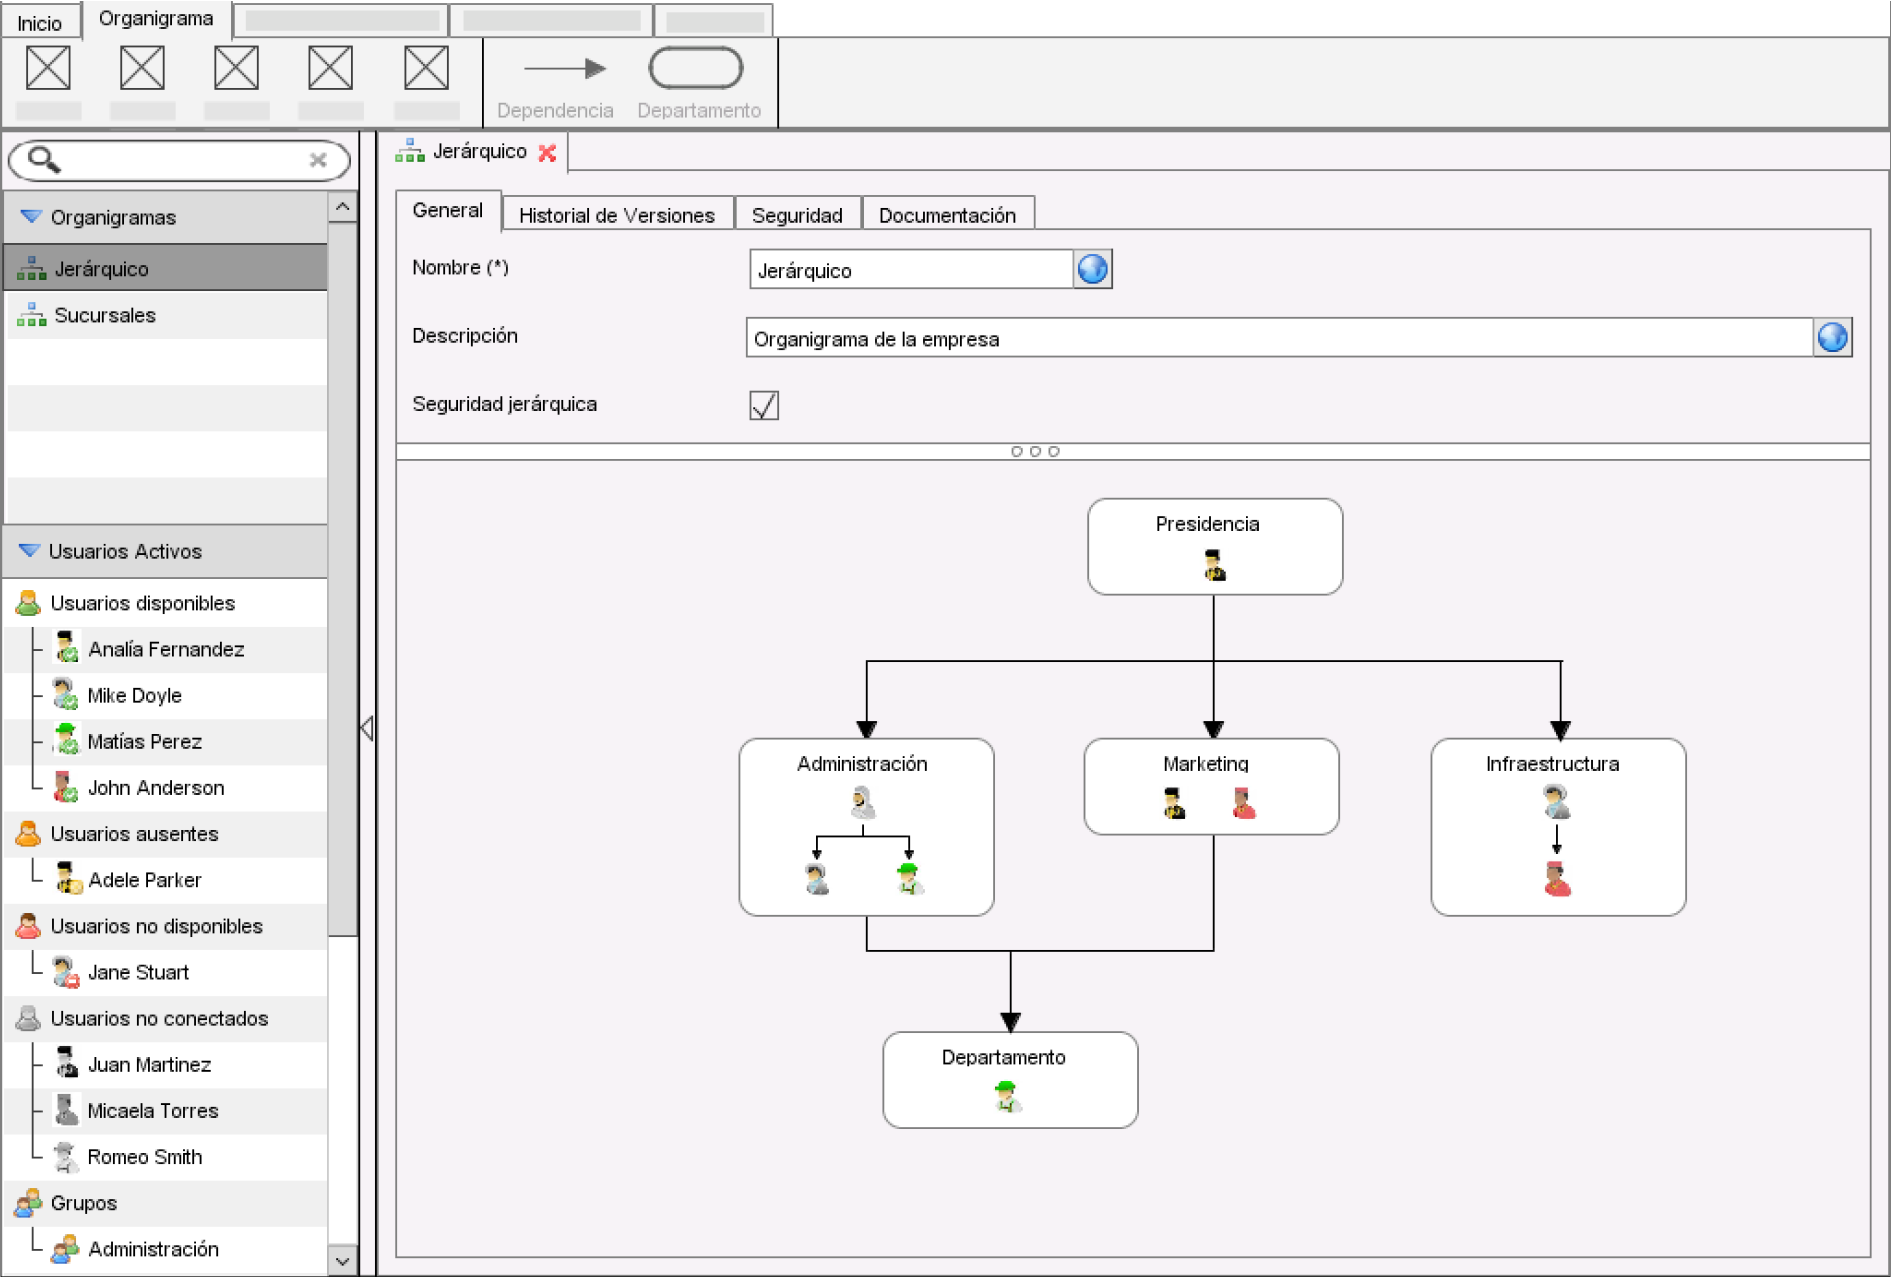 Inicio
Organigrama
Dependencia
Departamento
Organigramas
Jerárquico
Sucursales
Usuarios Activos
Usuarios disponibles
Analía Fernandez
Mike Doyle
Matías Perez
John Anderson
Usuarios ausentes
Adele Parker
Usuarios no disponibles
Jane Stuart
Usuarios no conectados
Juan Martinez
Micaela Torres
Romeo Smith
Grupos
Administración
Jerárquico
General
Historial de Versiones
Seguridad
Documentación
Nombre (*)
Jerárquico
Descripción
Organigrama de la empresa
Seguridad jerárquica
Presidencia
Administración
Marketing
Infraestructura
Departamento